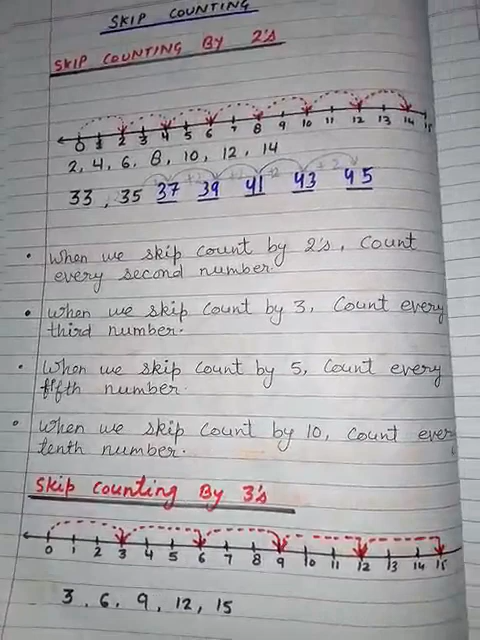 SKIP COUNTING
SKIP COUNTING BY 2's
0 1 2 3 4 5 6 7 8 9 10 11 12 13 14 15
2, 4, 6, 8, 10, 12, 14
33, 35 37 39 41 43 45
• When we skip count by 2's, Count
every second number.
• When we skip count by 3, Count every
third number.
• When we skip count by 5, Count every
fifth number.
• When we skip count by 10, Count every
tenth number.
Skip Counting By 3's
0 1 2 3 4 5 6 7 8 9 10 11 12 13 14 15
3, 6, 9, 12, 15